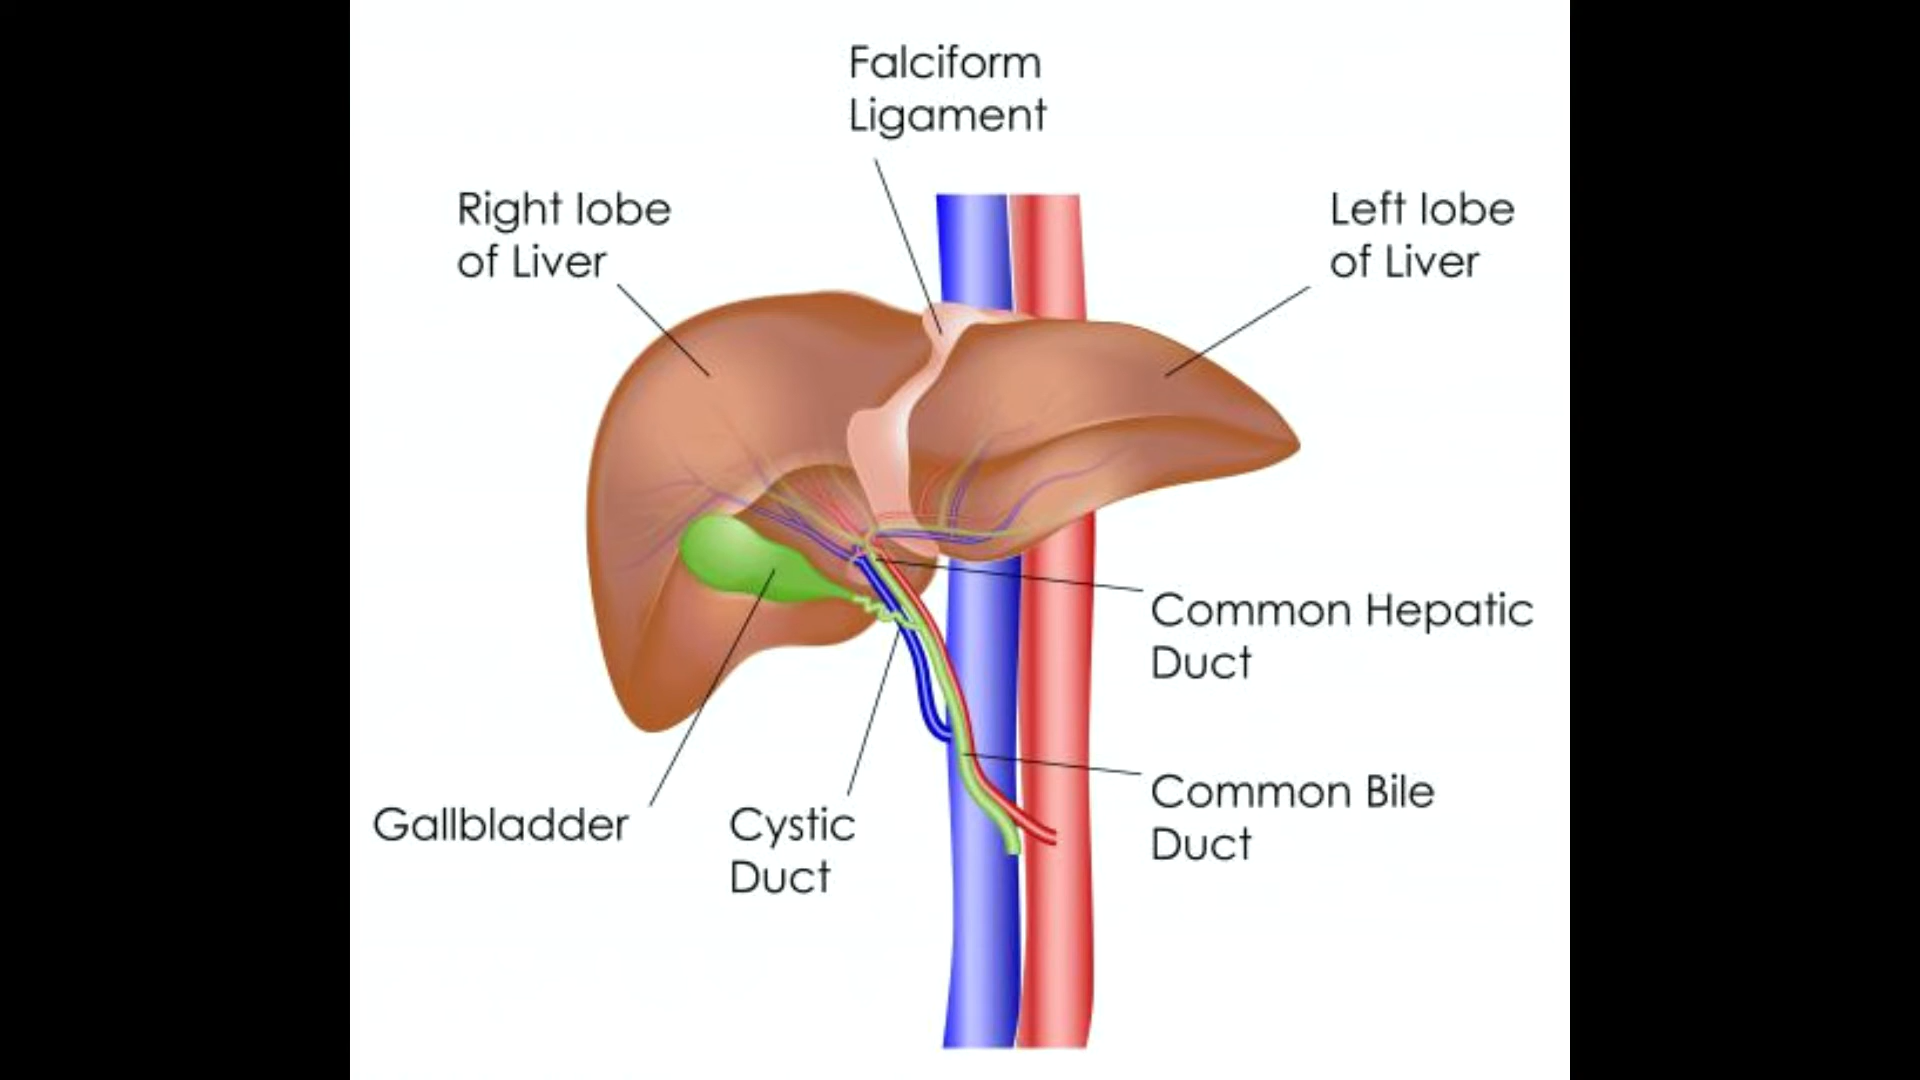 Falciform
Ligament
Right lobe
of Liver
Left lobe
of Liver
Common Hepatic
Duct
Common Bile
Duct
Gallbladder
Cystic
Duct